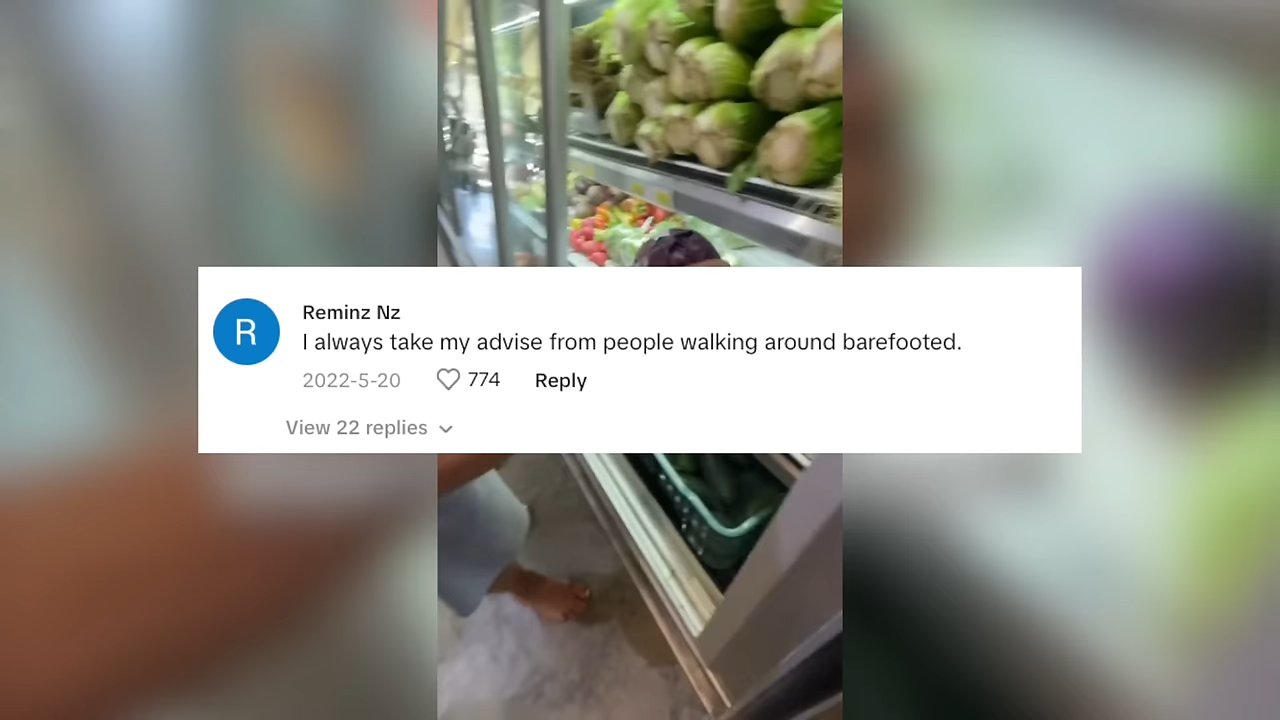 R
Reminz Nz
I always take my advise from people walking around barefooted.
2022-5-20 774 Reply
View 22 replies